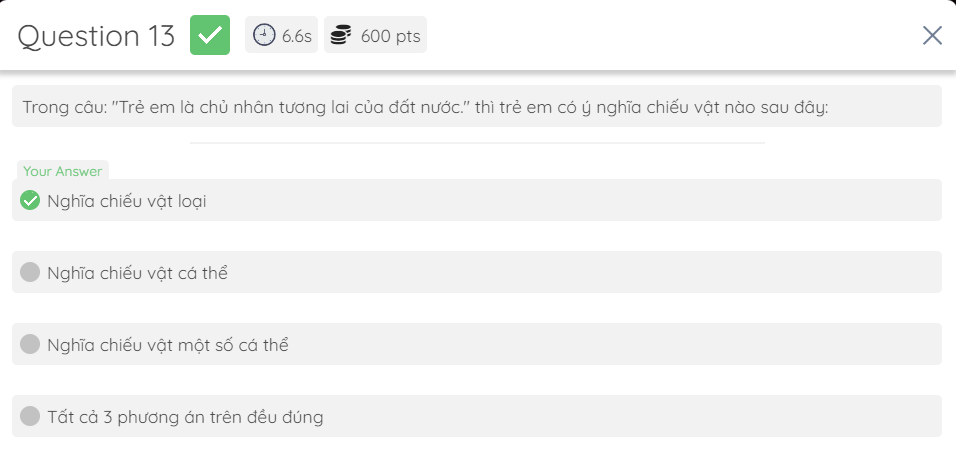 Question 13 6.6s 600 pts
Trong câu: "Trẻ em là chủ nhân tương lai của đất nước." thì trẻ em có ý nghĩa chiếu vật nào sau đây:
Your Answer
Nghĩa chiếu vật loại
Nghĩa chiếu vật cá thể
Nghĩa chiếu vật một số cá thể
Tất cả 3 phương án trên đều đúng